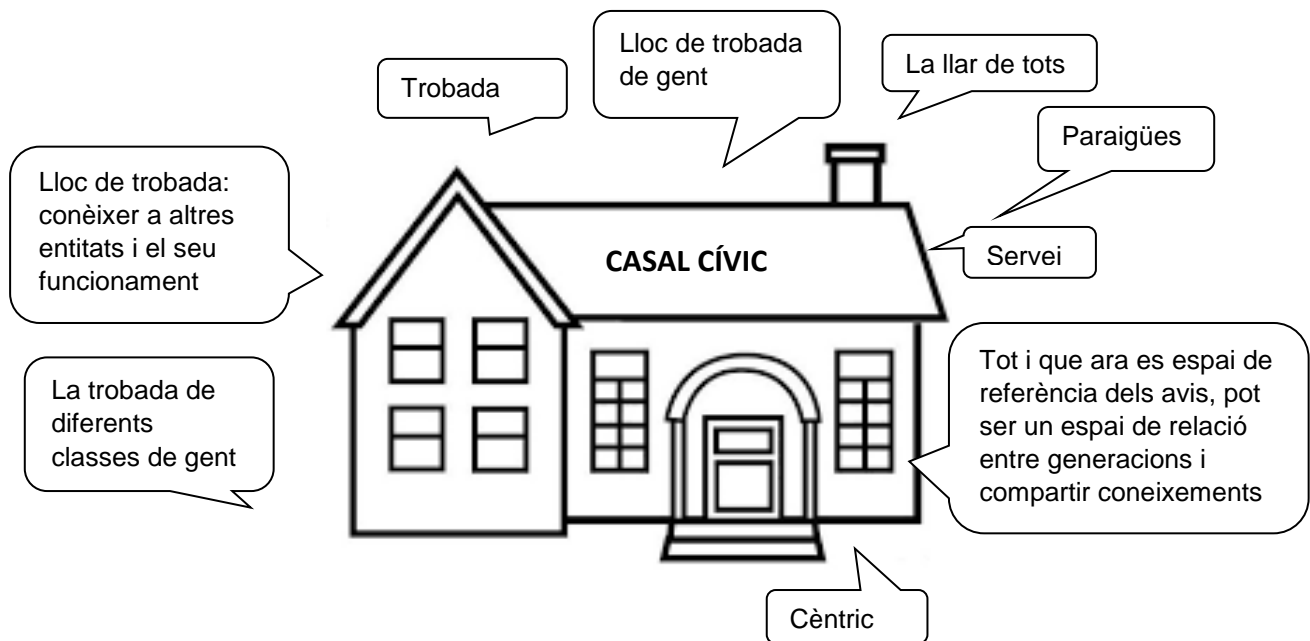 Lloc de trobada
de gent
La llar de tots
Trobada
Paraigües
Lloc de trobada:
conèixer a altres
entitats i el seu
funcionament
CASAL CÍVIC
Servei
La trobada de
diferents
classes de gent
Tot i que ara es espai de
referència dels avis, pot
ser un espai de relació
entre generacions i
compartir coneixements
Cèntric